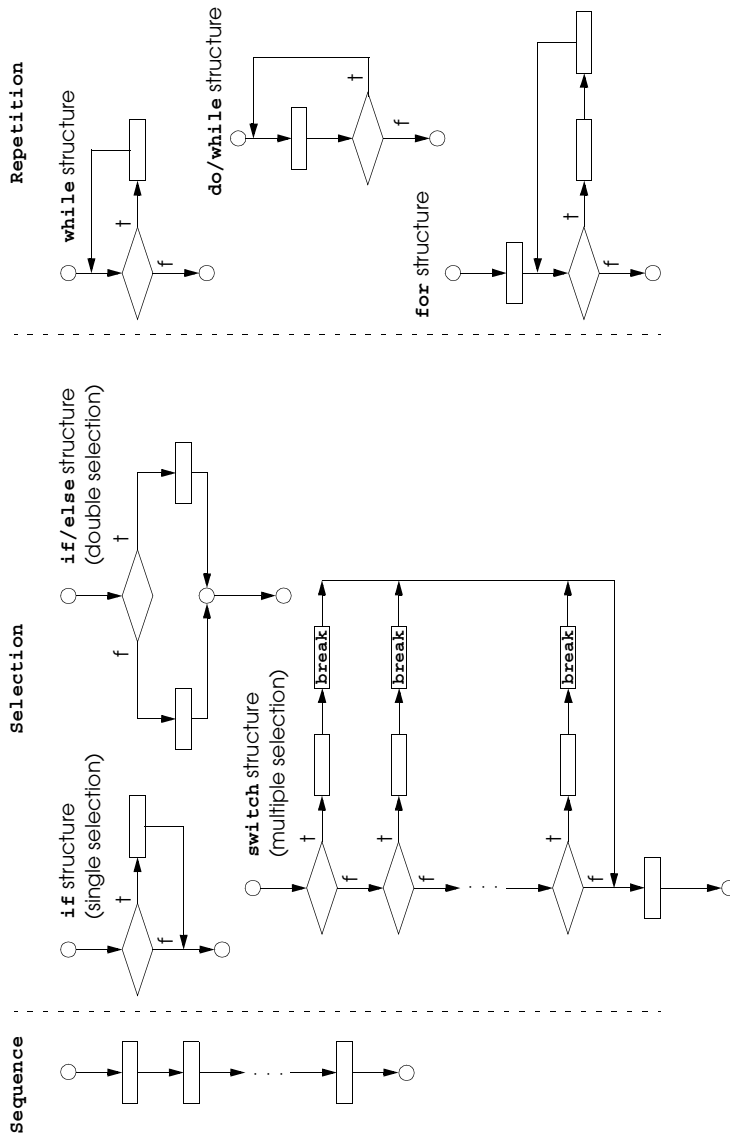 Sequence
Selection
Repetition
if structure
(single selection)
t
f
if/else structure
(double selection)
f
t
switch structure
(multiple selection)
t
break
f
t
break
f
. . .
t
break
f
while structure
t
f
do/while structure
t
f
for structure
t
f
. . .